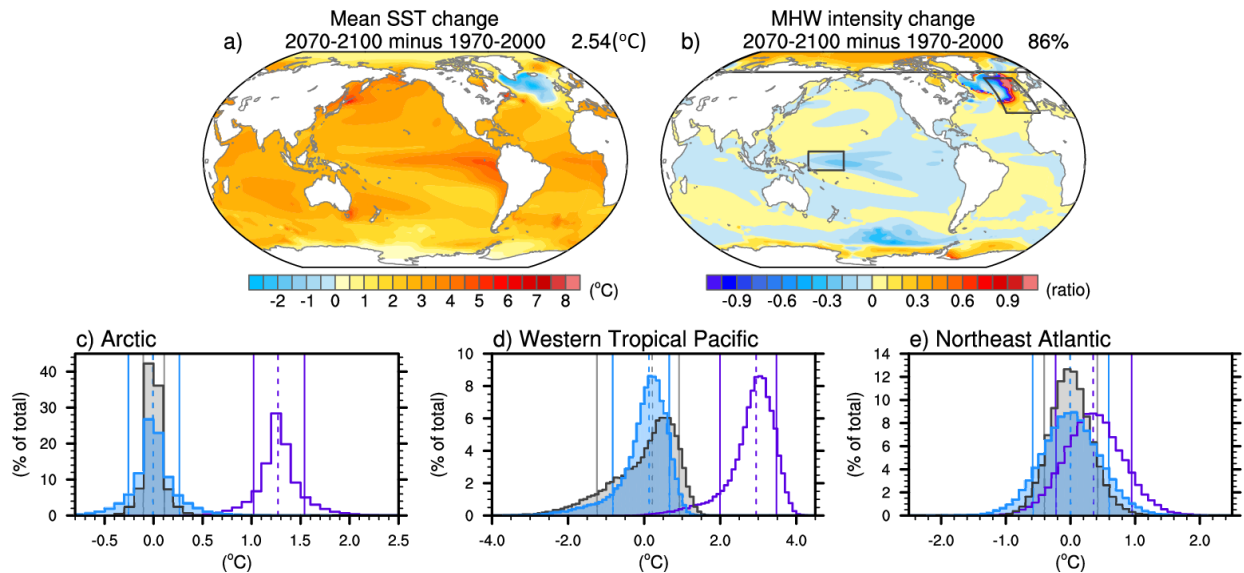 Mean SST change
a) 2070-2100 minus 1970-2000 2.54(°C)
MHW intensity change
b) 2070-2100 minus 1970-2000 86%
-2 -1 0 1 2 3 4 5 6 7 8 (°C)
-0.9 -0.6 -0.3 0 0.3 0.6 0.9 (ratio)
c) Arctic
(% of total)
40
30
20
10
0
0.0 0.5 1.0 1.5 2.0 2.5
(°C)
d) Western Tropical Pacific
(% of total)
10
8
6
4
2
0
-4.0 -2.0 0.0 2.0 4.0
(°C)
e) Northeast Atlantic
(% of total)
14
12
10
8
6
4
2
0
-2.0 -1.0 0.0 1.0 2.0
(°C)